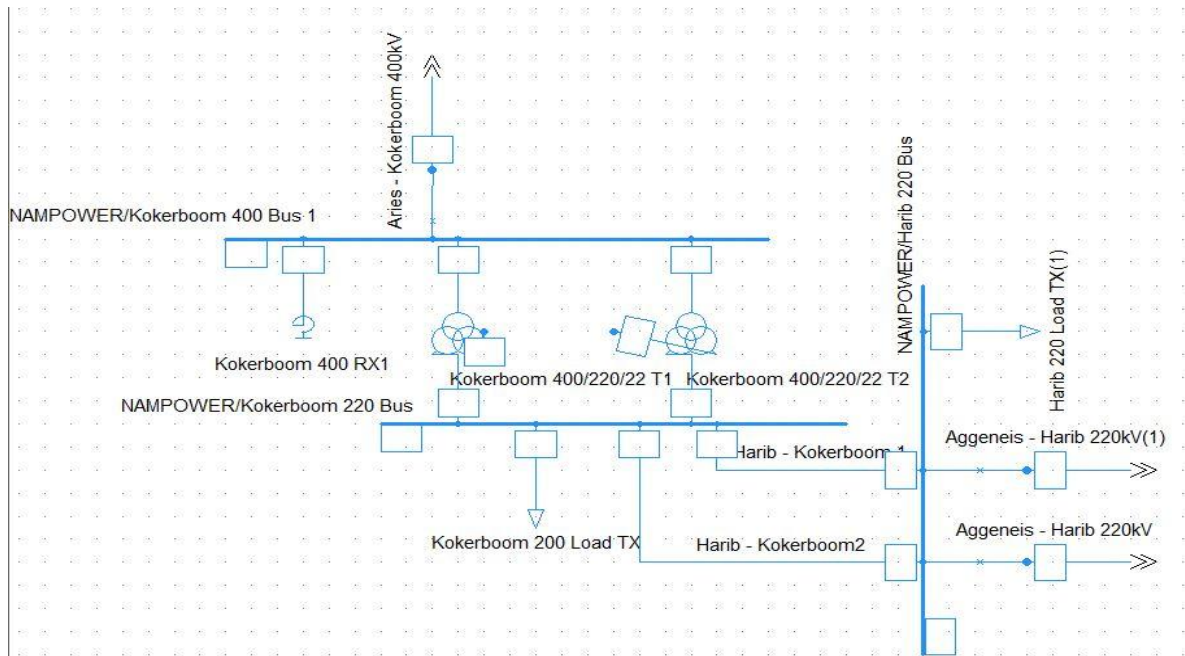 Aries - Kokerboom 400kV
NAMPOWER/Kokerboom 400 Bus 1
NAMPOWER/Harib 220 Bus
Harib 220 Load TX(1)
Kokerboom 400 RX1
Kokerboom 400/220/22 T1
Kokerboom 400/220/22 T2
NAMPOWER/Kokerboom 220 Bus
Harib - Kokerboom 1
Aggeneis - Harib 220kV(1)
Kokerboom 200 Load TX
Harib - Kokerboom2
Aggeneis - Harib 220kV